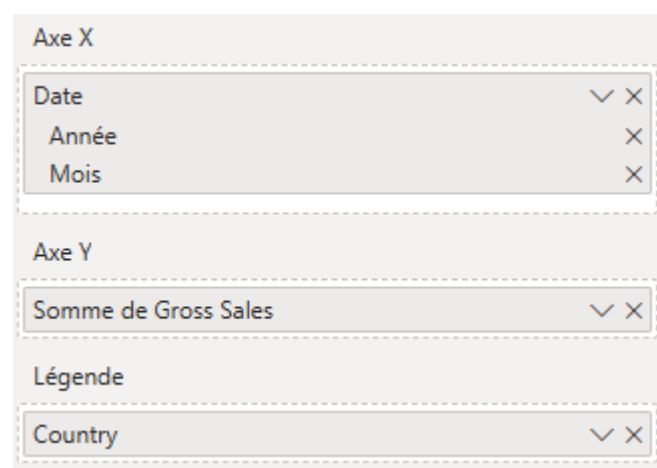 Axe X
Date
Année
Mois
Axe Y
Somme de Gross Sales
Légende
Country